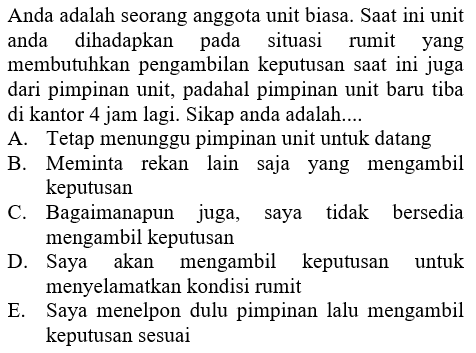 Anda adalah seorang anggota unit biasa. Saat ini unit
anda dihadapkan pada situasi rumit yang
membutuhkan pengambilan keputusan saat ini juga
dari pimpinan unit, padahal pimpinan unit baru tiba
di kantor 4 jam lagi. Sikap anda adalah....
A. Tetap menunggu pimpinan unit untuk datang
B. Meminta rekan lain saja yang mengambil
keputusan
C. Bagaimanapun juga, saya tidak bersedia
mengambil keputusan
D. Saya akan mengambil keputusan untuk
menyelamatkan kondisi rumit
E. Saya menelpon dulu pimpinan lalu mengambil
keputusan sesuai